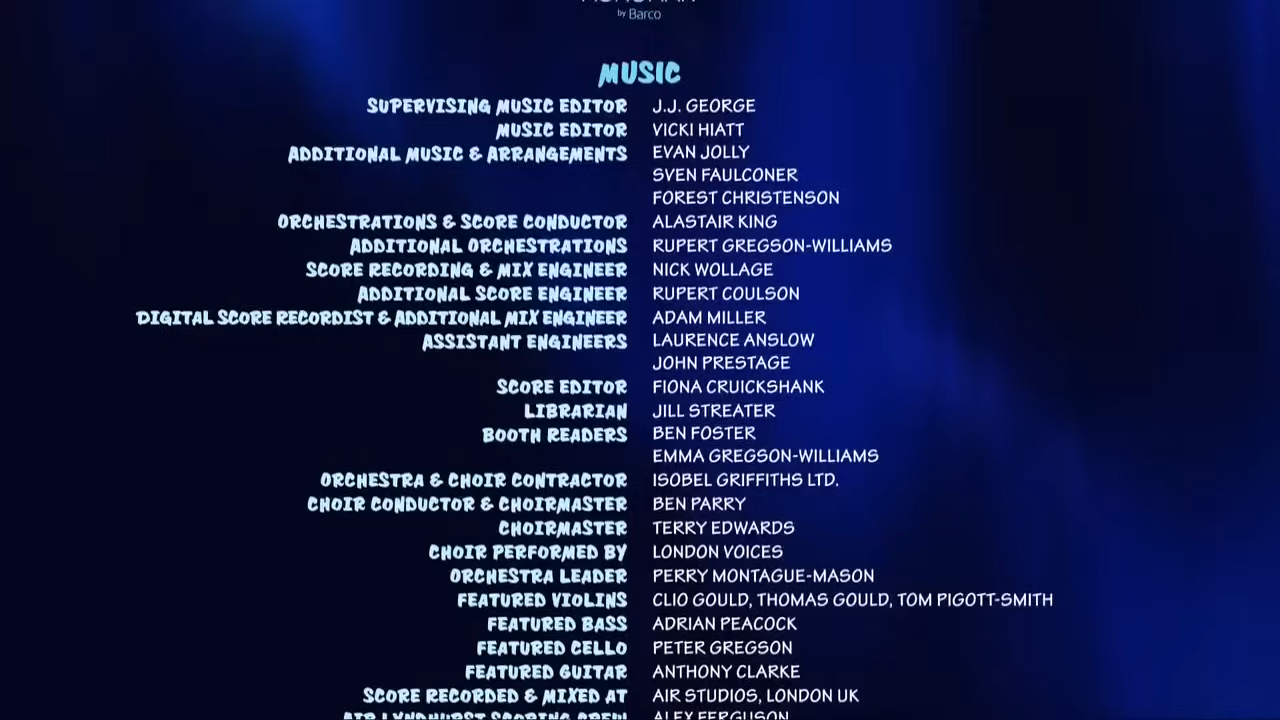 by Barco
MUSIC
SUPERVISING MUSIC EDITOR J.J. GEORGE
MUSIC EDITOR VICKI HIATT
ADDITIONAL MUSIC & ARRANGEMENTS EVAN JOLLY
SVEN FAULCONER
FOREST CHRISTENSON
ORCHESTRATIONS & SCORE CONDUCTOR ALASTAIR KING
ADDITIONAL ORCHESTRATIONS RUPERT GREGSON-WILLIAMS
SCORE RECORDING & MIX ENGINEER NICK WOLLAGE
ADDITIONAL SCORE ENGINEER RUPERT COULSON
DIGITAL SCORE RECORDIST & ADDITIONAL MIX ENGINEER ADAM MILLER
ASSISTANT ENGINEERS LAURENCE ANSLOW
JOHN PRESTAGE
SCORE EDITOR FIONA CRUICKSHANK
LIBRARIAN JILL STREATER
BOOTH READERS BEN FOSTER
EMMA GREGSON-WILLIAMS
ORCHESTRA & CHOIR CONTRACTOR ISOBEL GRIFFITHS LTD.
CHOIR CONDUCTOR & CHOIRMASTER BEN PARRY
CHOIRMASTER TERRY EDWARDS
CHOIR PERFORMED BY LONDON VOICES
ORCHESTRA LEADER PERRY MONTAGUE-MASON
FEATURED VIOLINS CLIO GOULD, THOMAS GOULD, TOM PIGOTT-SMITH
FEATURED BASS ADRIAN PEACOCK
FEATURED CELLO PETER GREGSON
FEATURED GUITAR ANTHONY CLARKE
SCORE RECORDED & MIXED AT AIR STUDIOS, LONDON UK
AIR LYNDHURST SCORING CREW ALEX FERGUSON